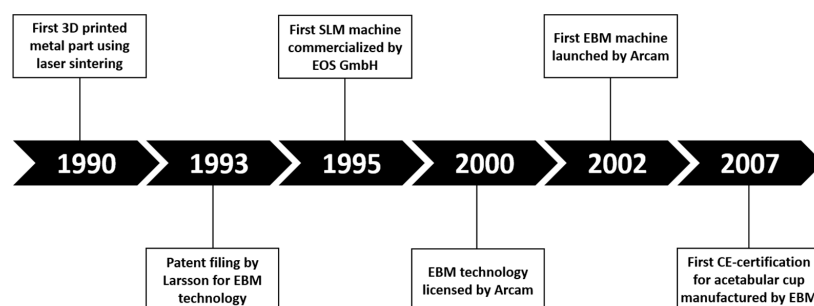 First 3D printed
metal part using
laser sintering
First SLM machine
commercialized by
EOS GmbH
First EBM machine
launched by Arcam
1990
1993
1995
2000
2002
2007
Patent filing by
Larsson for EBM
technology
EBM technology
licensed by Arcam
First CE-certification
for acetabular cup
manufactured by EBM